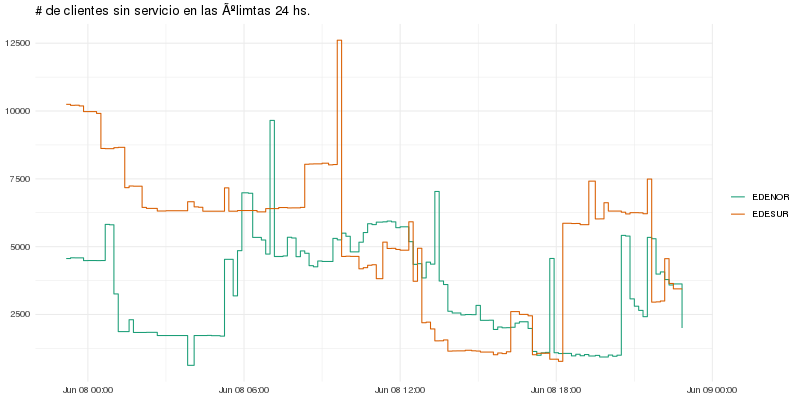 # de clientes sin servicio en las Ãºlimtas 24 hs.
12500
10000
7500
5000
2500
Jun 08 00:00
Jun 08 06:00
Jun 08 12:00
Jun 08 18:00
Jun 09 00:00
EDENOR
EDESUR